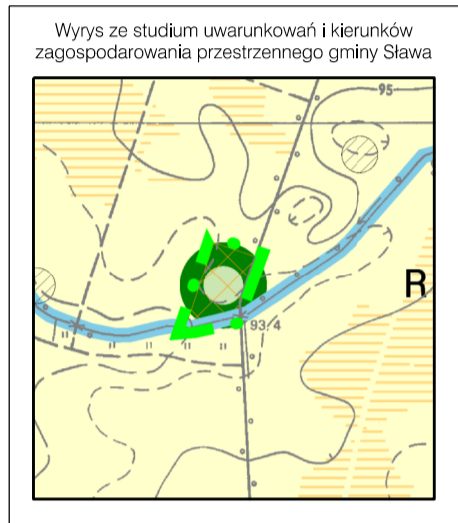 Wyrys ze studium uwarunkowań i kierunków
zagospodarowania przestrzennego gminy Sława
95
R
93,4